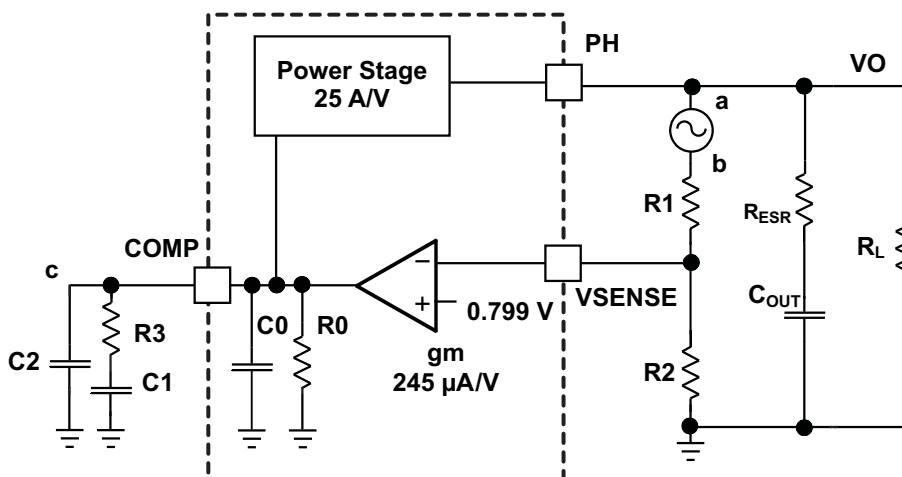 PH
VO
Power Stage
25 A/V
a
b
R1
RESR
RL
COMP
VSENSE
c
−
+
0.799 V
C0
R0
R3
C2
C1
gm
245 µA/V
R2
COUT